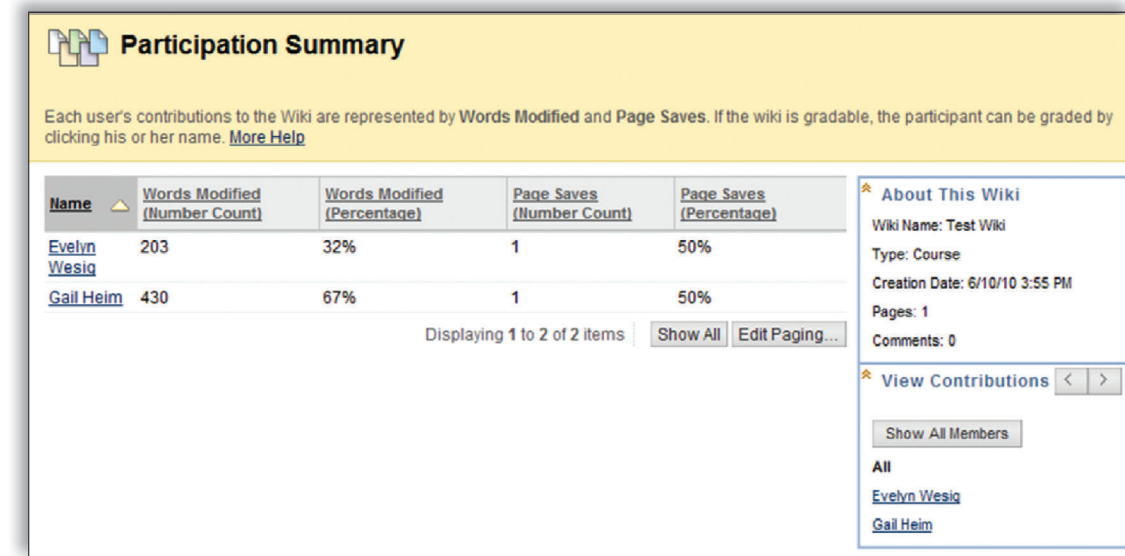 Participation Summary
Each user's contributions to the Wiki are represented by Words Modified and Page Saves. If the wiki is gradable, the participant can be graded by
clicking his or her name. More Help
Name
Words Modified
(Number Count)
Words Modified
(Percentage)
Page Saves
(Number Count)
Page Saves
(Percentage)
Evelyn
Wesig
203
32%
1
50%
Gail Heim
430
67%
1
50%
Displaying 1 to 2 of 2 items
Show All
Edit Paging...
About This Wiki
Wiki Name: Test Wiki
Type: Course
Creation Date: 6/10/10 3:55 PM
Pages: 1
Comments: 0
View Contributions < >
Show All Members
All
Evelyn Wesig
Gail Heim